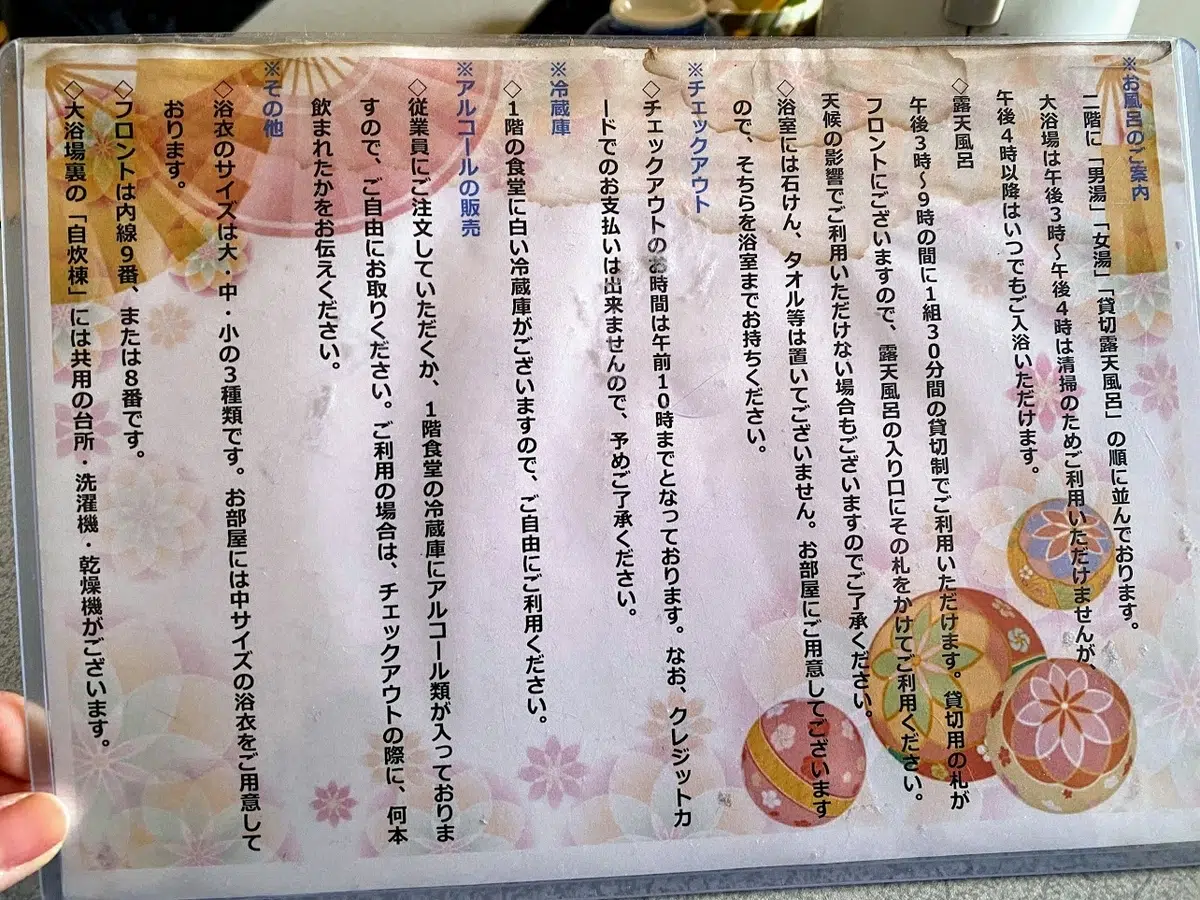 ※お風呂のご案内
二階に「男湯」「女湯」「貸切露天風呂」の順に並んでおります。
大浴場は午後3時～午後4時は清掃のためご利用いただけませんが、
午後4時以降はいつでもご入浴いただけます。
◇露天風呂
午後3時～9時の間に1組30分間の貸切制でご利用いただけます。貸切用の札が
フロントにございますので、露天風呂の入り口にその札をかけてご利用ください。
天候の影響でご利用いただけない場合もございますのでご了承ください。
◇浴室には石けん、タオル等は置いてございません。お部屋にご用意してございます
ので、そちらを浴室までお持ちください。
※チェックアウト
◇チェックアウトのお時間は午前10時までとなっております。なお、クレジットカ
ードでのお支払いは出来ませんので、予めご了承ください。
※冷蔵庫
◇1階の食堂に白い冷蔵庫がございますので、ご自由にご利用ください。
※アルコールの販売
◇従業員にご注文していただくか、1階食堂の冷蔵庫にアルコール類が入っておりま
すので、ご自由にお取りください。ご利用の場合は、チェックアウトの際に、何本
飲まれたかをお伝えください。
※その他
◇浴衣のサイズは大・中・小の3種類です。お部屋には中サイズの浴衣をご用意して
おります。
◇フロントは内線9番、または8番です。
◇大浴場裏の「自炊棟」には共用の台所・洗濯機・乾燥機がございます。